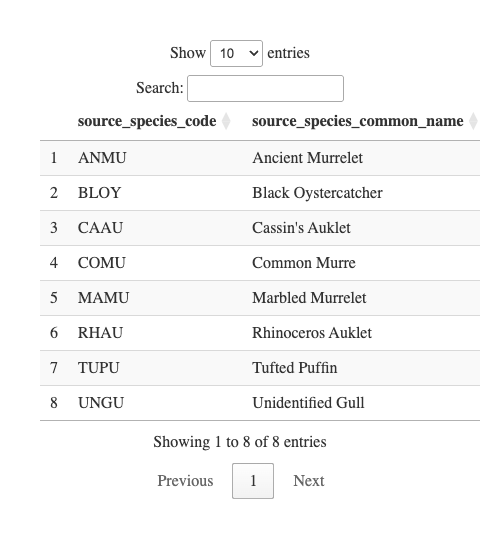 Show 10 entries
Search:
source_species_code source_species_common_name
1 ANMU Ancient Murrelet
2 BLOY Black Oystercatcher
3 CAAU Cassin's Auklet
4 COMU Common Murre
5 MAMU Marbled Murrelet
6 RHAU Rhinoceros Auklet
7 TUPU Tufted Puffin
8 UNGU Unidentified Gull
Showing 1 to 8 of 8 entries
Previous 1 Next